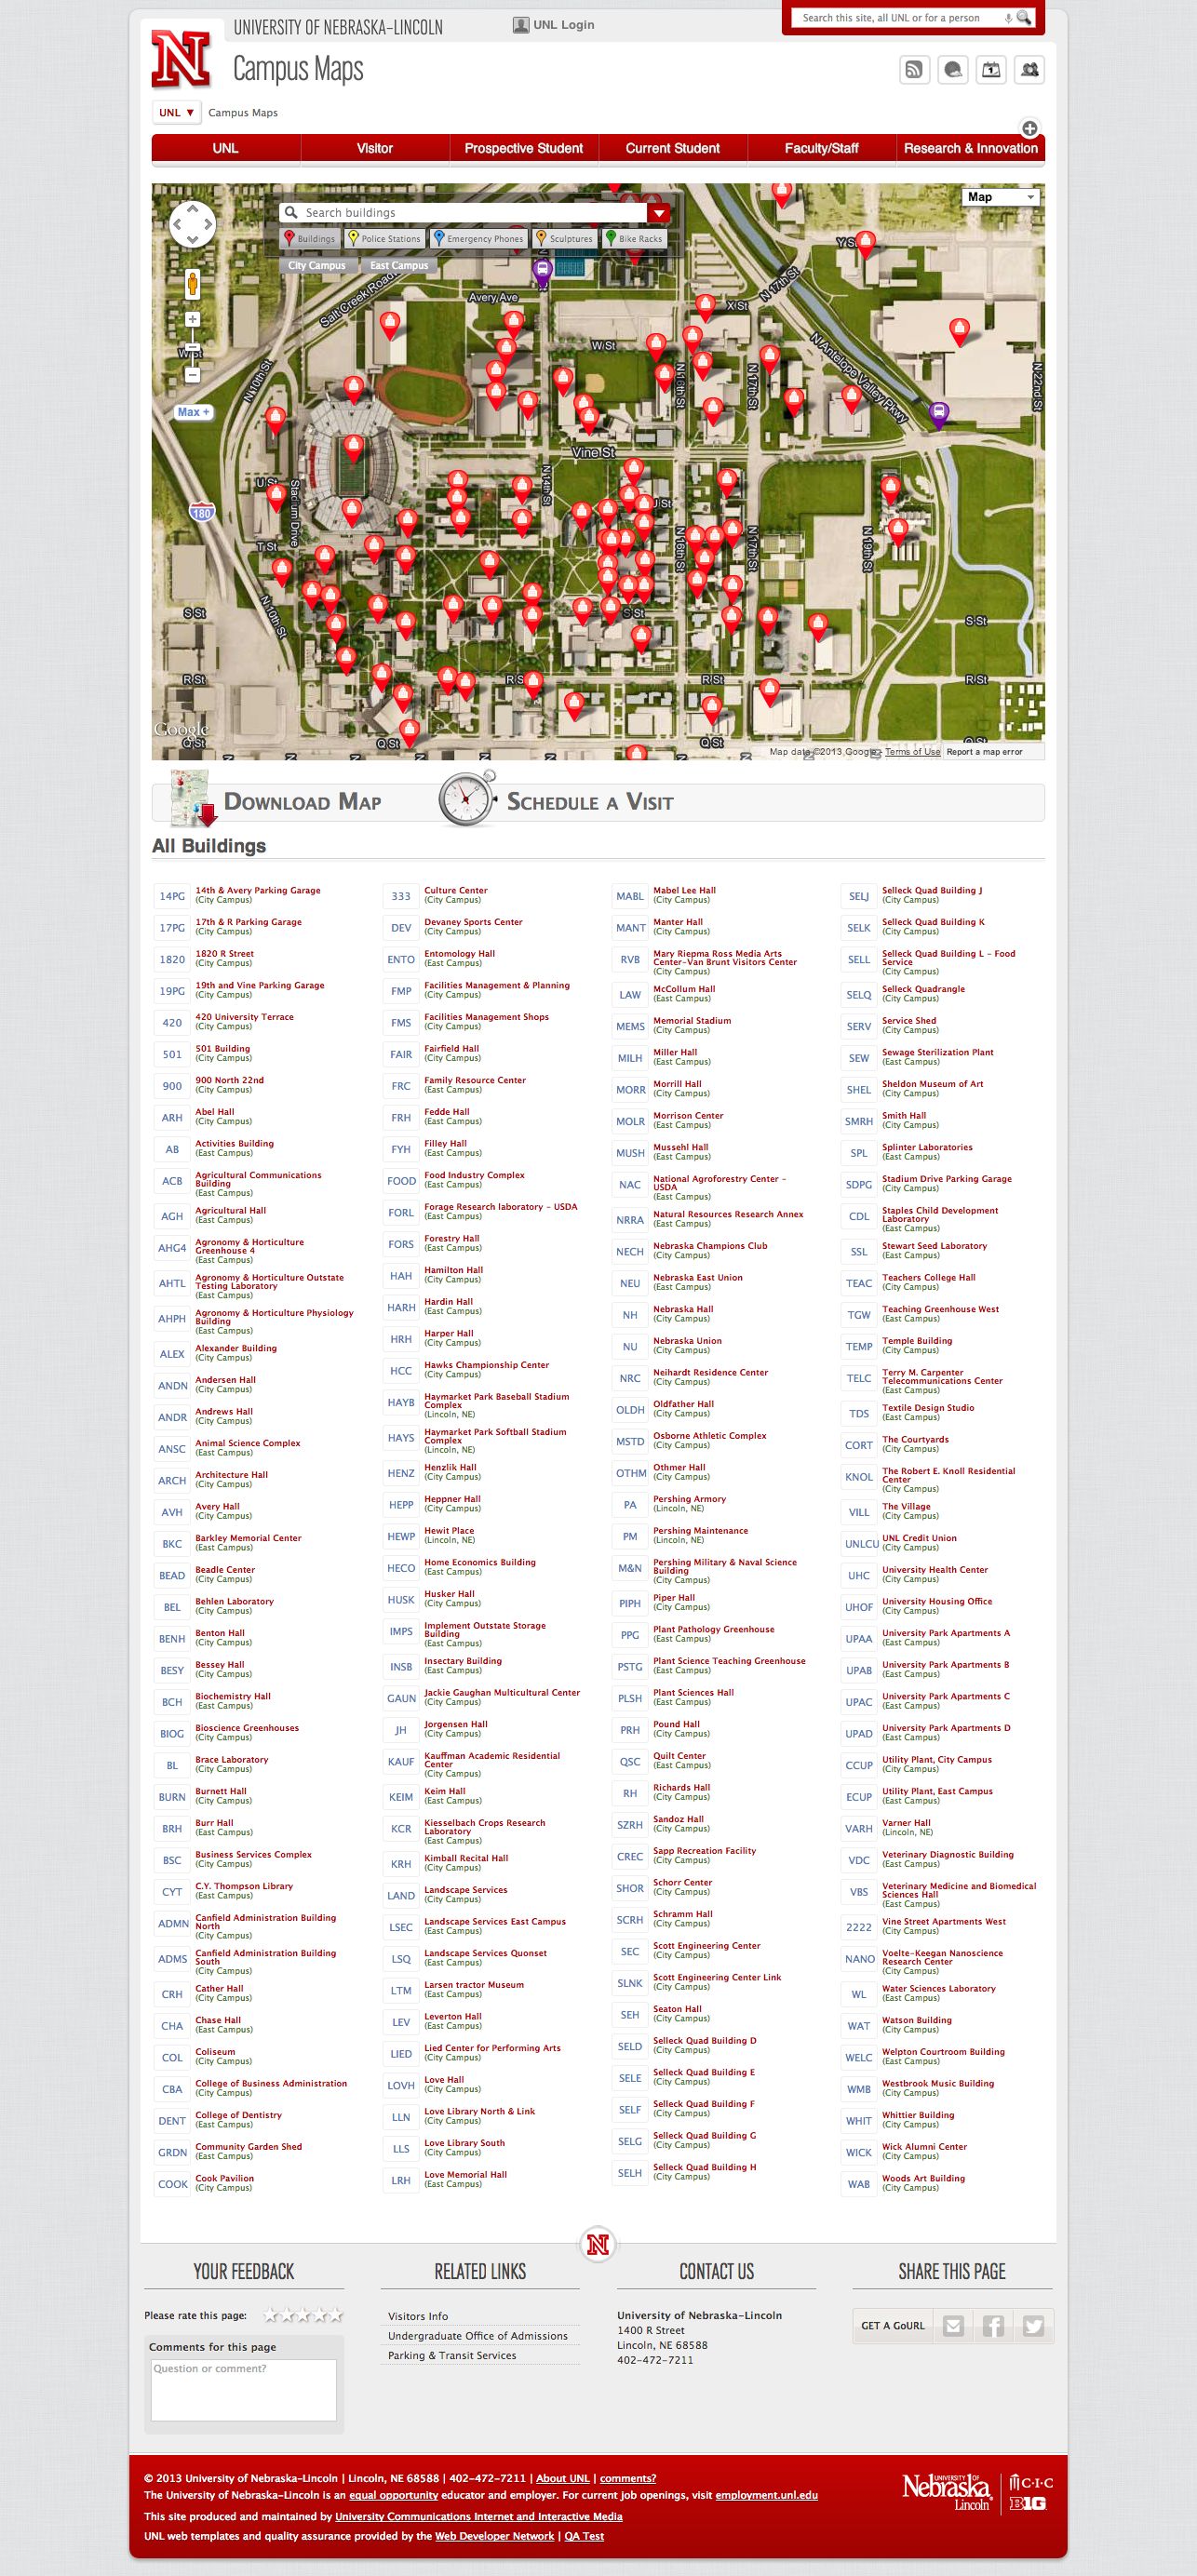 UNIVERSITY OF NEBRASKA–LINCOLN
UNL Login
Search this site, all UNL or for a person
Campus Maps
UNL ▼ Campus Maps
UNL
Visitor
Prospective Student
Current Student
Faculty/Staff
Research & Innovation
Search buildings
Map
Buildings
Police Stations
Emergency Phones
Sculptures
Bike Racks
City Campus
East Campus
Salt Creek Road
Avery Ave
X St
N 17th St
W St
N Antelope Valley Pkwy
N 22nd St
N 10th St
Max +
Vine St
N 14th St
N 16th St
N 17th St
N 19th St
U St
Stadium Drive
180
T St
S St
N 10th St
S St
S St
R St
R St
R St
R St
Google
Q St
Q St
Q St
Map data ©2013 Google
Terms of Use
Report a map error
DOWNLOAD MAP
SCHEDULE A VISIT
All Buildings
14PG 14th & Avery Parking Garage
(City Campus)
17PG 17th & R Parking Garage
(City Campus)
1820 1820 R Street
(City Campus)
19PG 19th and Vine Parking Garage
(City Campus)
420 420 University Terrace
(City Campus)
501 501 Building
(City Campus)
900 900 North 22nd
(City Campus)
ARH Abel Hall
(City Campus)
AB Activities Building
(East Campus)
ACB Agricultural Communications
Building
(East Campus)
AGH Agricultural Hall
(East Campus)
AHG4 Agronomy & Horticulture
Greenhouse 4
(East Campus)
AHTL Agronomy & Horticulture Outstate
Testing Laboratory
(East Campus)
AHPH Agronomy & Horticulture Physiology
Building
(East Campus)
ALEX Alexander Building
(City Campus)
ANDN Andersen Hall
(City Campus)
ANDR Andrews Hall
(City Campus)
ANSC Animal Science Complex
(East Campus)
ARCH Architecture Hall
(City Campus)
AVH Avery Hall
(City Campus)
BKC Barkley Memorial Center
(East Campus)
BEAD Beadle Center
(City Campus)
BEL Behlen Laboratory
(City Campus)
BENH Benton Hall
(City Campus)
BESY Bessey Hall
(City Campus)
BCH Biochemistry Hall
(East Campus)
BIOG Bioscience Greenhouses
(City Campus)
BL Brace Laboratory
(City Campus)
BURN Burnett Hall
(City Campus)
BRH Burr Hall
(East Campus)
BSC Business Services Complex
(City Campus)
CYT C.Y. Thompson Library
(East Campus)
ADMN Canfield Administration Building
North
(City Campus)
ADMS Canfield Administration Building
South
(City Campus)
CRH Cather Hall
(City Campus)
CHA Chase Hall
(East Campus)
COL Coliseum
(City Campus)
CBA College of Business Administration
(City Campus)
DENT College of Dentistry
(East Campus)
GRDN Community Garden Shed
(East Campus)
COOK Cook Pavilion
(City Campus)
333 Culture Center
(City Campus)
DEV Devaney Sports Center
(City Campus)
ENTO Entomology Hall
(East Campus)
FMP Facilities Management & Planning
(City Campus)
FMS Facilities Management Shops
(City Campus)
FAIR Fairfield Hall
(City Campus)
FRC Family Resource Center
(East Campus)
FRH Fedde Hall
(East Campus)
FYH Filley Hall
(East Campus)
FOOD Food Industry Complex
(East Campus)
FORL Forage Research laboratory – USDA
(East Campus)
FORS Forestry Hall
(East Campus)
HAH Hamilton Hall
(City Campus)
HARH Hardin Hall
(East Campus)
HRH Harper Hall
(City Campus)
HCC Hawks Championship Center
(City Campus)
HAYB Haymarket Park Baseball Stadium
Complex
(Lincoln, NE)
HAYS Haymarket Park Softball Stadium
Complex
(Lincoln, NE)
HENZ Henzlik Hall
(City Campus)
HEPP Heppner Hall
(City Campus)
HEWP Hewit Place
(Lincoln, NE)
HECO Home Economics Building
(East Campus)
HUSK Husker Hall
(City Campus)
IMPS Implement Outstate Storage
Building
(East Campus)
INSB Insectary Building
(East Campus)
GAUN Jackie Gaughan Multicultural Center
(City Campus)
JH Jorgensen Hall
(City Campus)
KAUF Kauffman Academic Residential
Center
(City Campus)
KEIM Keim Hall
(East Campus)
KCR Kiesselbach Crops Research
Laboratory
(East Campus)
KRH Kimball Recital Hall
(City Campus)
LAND Landscape Services
(City Campus)
LSEC Landscape Services East Campus
(East Campus)
LSQ Landscape Services Quonset
(East Campus)
LTM Larsen tractor Museum
(East Campus)
LEV Leverton Hall
(East Campus)
LIED Lied Center for Performing Arts
(City Campus)
LOVH Love Hall
(City Campus)
LLN Love Library North & Link
(City Campus)
LLS Love Library South
(City Campus)
LRH Love Memorial Hall
(East Campus)
MABL Mabel Lee Hall
(City Campus)
MANT Manter Hall
(City Campus)
RVB Mary Riepma Ross Media Arts
Center–Van Brunt Visitors Center
(City Campus)
LAW McCollum Hall
(East Campus)
MEMS Memorial Stadium
(City Campus)
MILH Miller Hall
(East Campus)
MORR Morrill Hall
(City Campus)
MOLR Morrison Center
(East Campus)
MUSH Mussehl Hall
(East Campus)
NAC National Agroforestry Center –
USDA
(East Campus)
NRRA Natural Resources Research Annex
(East Campus)
NECH Nebraska Champions Club
(City Campus)
NEU Nebraska East Union
(East Campus)
NH Nebraska Hall
(City Campus)
NU Nebraska Union
(City Campus)
NRC Neihardt Residence Center
(City Campus)
OLDH Oldfather Hall
(City Campus)
MSTD Osborne Athletic Complex
(City Campus)
OTHM Othmer Hall
(City Campus)
PA Pershing Armory
(Lincoln, NE)
PM Pershing Maintenance
(Lincoln, NE)
M&N Pershing Military & Naval Science
Building
(City Campus)
PIPH Piper Hall
(City Campus)
PPG Plant Pathology Greenhouse
(East Campus)
PSTG Plant Science Teaching Greenhouse
(East Campus)
PLSH Plant Sciences Hall
(East Campus)
PRH Pound Hall
(City Campus)
QSC Quilt Center
(East Campus)
RH Richards Hall
(City Campus)
SZRH Sandoz Hall
(City Campus)
CREC Sapp Recreation Facility
(City Campus)
SHOR Schorr Center
(City Campus)
SCRH Schramm Hall
(City Campus)
SEC Scott Engineering Center
(City Campus)
SLNK Scott Engineering Center Link
(City Campus)
SEH Seaton Hall
(City Campus)
SELD Selleck Quad Building D
(City Campus)
SELE Selleck Quad Building E
(City Campus)
SELF Selleck Quad Building F
(City Campus)
SELG Selleck Quad Building G
(City Campus)
SELH Selleck Quad Building H
(City Campus)
SELJ Selleck Quad Building J
(City Campus)
SELK Selleck Quad Building K
(City Campus)
SELL Selleck Quad Building L – Food
Service
(City Campus)
SELQ Selleck Quadrangle
(City Campus)
SERV Service Shed
(City Campus)
SEW Sewage Sterilization Plant
(East Campus)
SHEL Sheldon Museum of Art
(City Campus)
SMRH Smith Hall
(City Campus)
SPL Splinter Laboratories
(East Campus)
SDPG Stadium Drive Parking Garage
(City Campus)
CDL Staples Child Development
Laboratory
(East Campus)
SSL Stewart Seed Laboratory
(East Campus)
TEAC Teachers College Hall
(City Campus)
TGW Teaching Greenhouse West
(East Campus)
TEMP Temple Building
(City Campus)
TELC Terry M. Carpenter
Telecommunications Center
(East Campus)
TDS Textile Design Studio
(East Campus)
CORT The Courtyards
(City Campus)
KNOL The Robert E. Knoll Residential
Center
(City Campus)
VILL The Village
(City Campus)
UNLCU UNL Credit Union
(City Campus)
UHC University Health Center
(City Campus)
UHOF University Housing Office
(City Campus)
UPAA University Park Apartments A
(East Campus)
UPAB University Park Apartments B
(East Campus)
UPAC University Park Apartments C
(East Campus)
UPAD University Park Apartments D
(East Campus)
CCUP Utility Plant, City Campus
(City Campus)
ECUP Utility Plant, East Campus
(East Campus)
VARH Varner Hall
(Lincoln, NE)
VDC Veterinary Diagnostic Building
(East Campus)
VBS Veterinary Medicine and Biomedical
Sciences Hall
(East Campus)
2222 Vine Street Apartments West
(City Campus)
NANO Voelte–Keegan Nanoscience
Research Center
(City Campus)
WL Water Sciences Laboratory
(East Campus)
WAT Watson Building
(City Campus)
WELC Welpton Courtroom Building
(East Campus)
WMB Westbrook Music Building
(City Campus)
WHIT Whittier Building
(City Campus)
WICK Wick Alumni Center
(City Campus)
WAB Woods Art Building
(City Campus)
YOUR FEEDBACK
Please rate this page:
Comments for this page
Question or comment?
RELATED LINKS
Visitors Info
Undergraduate Office of Admissions
Parking & Transit Services
CONTACT US
University of Nebraska–Lincoln
1400 R Street
Lincoln, NE 68588
402-472-7211
SHARE THIS PAGE
GET A GoURL
© 2013 University of Nebraska–Lincoln | Lincoln, NE 68588 | 402-472-7211 | About UNL | comments?
The University of Nebraska–Lincoln is an equal opportunity educator and employer. For current job openings, visit employment.unl.edu
This site produced and maintained by University Communications Internet and Interactive Media
UNL web templates and quality assurance provided by the Web Developer Network | QA Test
UNIVERSITY OF
Nebraska
Lincoln
C·I·C
B1G